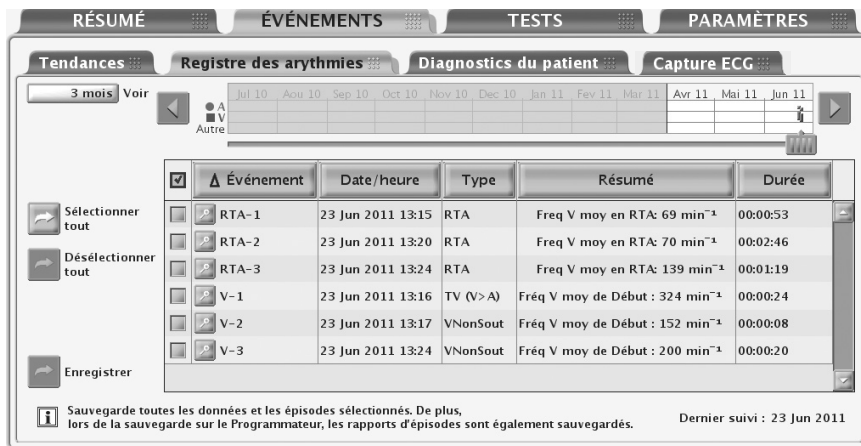 RÉSUMÉ ÉVÉNEMENTS TESTS PARAMÈTRES
Tendances Registre des arythmies Diagnostics du patient Capture ECG
3 mois Voir
Jul 10 Aou 10 Sep 10 Oct 10 Nov 10 Dec 10 Jan 11 Fev 11 Mar 11 Avr 11 Mai 11 Jun 11
A
V
Autre
Δ Événement Date/heure Type Résumé Durée
Sélectionner tout
Désélectionner tout
Enregistrer
RTA-1 23 Jun 2011 13:15 RTA Freq V moy en RTA: 69 min⁻¹ 00:00:53
RTA-2 23 Jun 2011 13:20 RTA Freq V moy en RTA: 70 min⁻¹ 00:02:46
RTA-3 23 Jun 2011 13:24 RTA Freq V moy en RTA: 139 min⁻¹ 00:01:19
V-1 23 Jun 2011 13:16 TV (V>A) Fréq V moy de Début : 324 min⁻¹ 00:00:24
V-2 23 Jun 2011 13:17 VNonSout Fréq V moy de Début : 152 min⁻¹ 00:00:08
V-3 23 Jun 2011 13:24 VNonSout Fréq V moy de Début : 200 min⁻¹ 00:00:20
i Sauvegarde toutes les données et les épisodes sélectionnés. De plus,
lors de la sauvegarde sur le Programmateur, les rapports d'épisodes sont également sauvegardés.
Dernier suivi : 23 Jun 2011